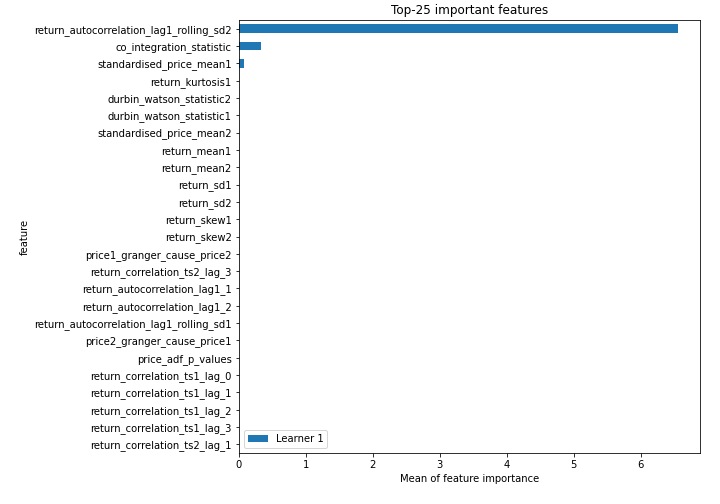 Top-25 important features
return_autocorrelation_lag1_rolling_sd2
co_integration_statistic
standardised_price_mean1
return_kurtosis1
durbin_watson_statistic2
durbin_watson_statistic1
standardised_price_mean2
return_mean1
return_mean2
return_sd1
return_sd2
return_skew1
return_skew2
price1_granger_cause_price2
return_correlation_ts2_lag_3
return_autocorrelation_lag1_1
return_autocorrelation_lag1_2
return_autocorrelation_lag1_rolling_sd1
price2_granger_cause_price1
price_adf_p_values
return_correlation_ts1_lag_0
return_correlation_ts1_lag_1
return_correlation_ts1_lag_2
return_correlation_ts1_lag_3
return_correlation_ts2_lag_1
feature
Learner 1
0 1 2 3 4 5 6
Mean of feature importance